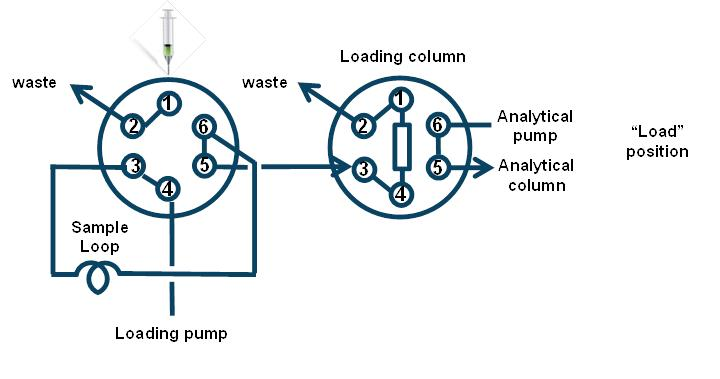 Loading column
waste
waste
1
2
6
3
5
4
1
2
6
3
5
4
Analytical
pump
Analytical
column
“Load”
position
Sample
Loop
Loading pump